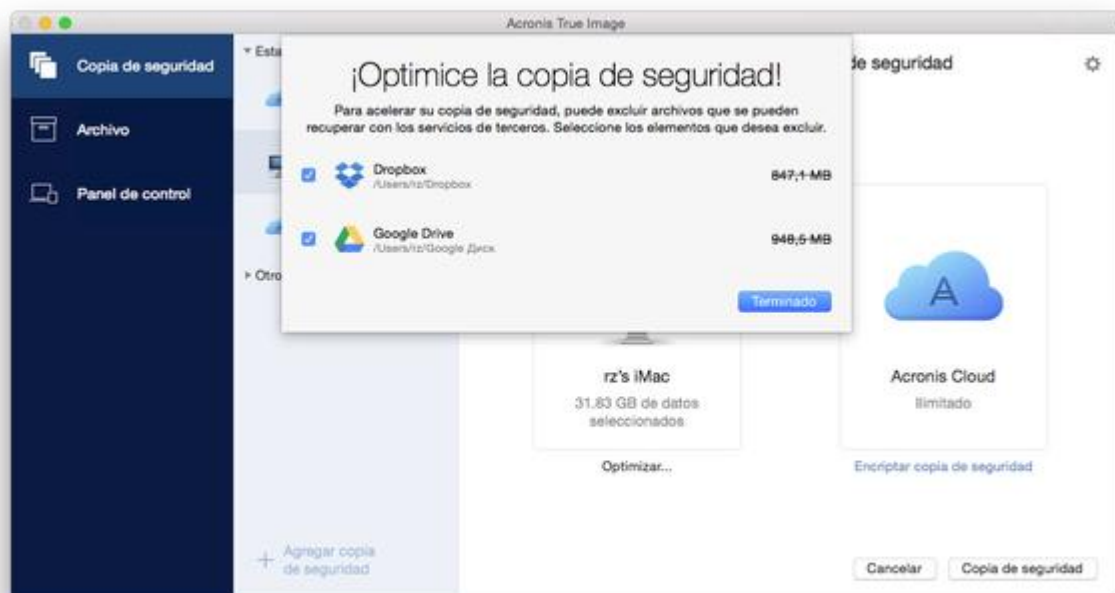 Acronis True Image
Copia de seguridad
Archivo
Panel de control
Esta
Otro
Agregar copia
de seguridad
¡Optimice la copia de seguridad!
Para acelerar su copia de seguridad, puede excluir archivos que se pueden
recuperar con los servicios de terceros. Seleccione los elementos que desea excluir.
Dropbox
/Users/rz/Dropbox
847,1 MB
Google Drive
/Users/rz/Google Диск
948,5 MB
Terminado
de seguridad
rz's iMac
31.83 GB de datos
seleccionados
Optimizar...
Acronis Cloud
Ilimitado
Encriptar copia de seguridad
Cancelar
Copia de seguridad